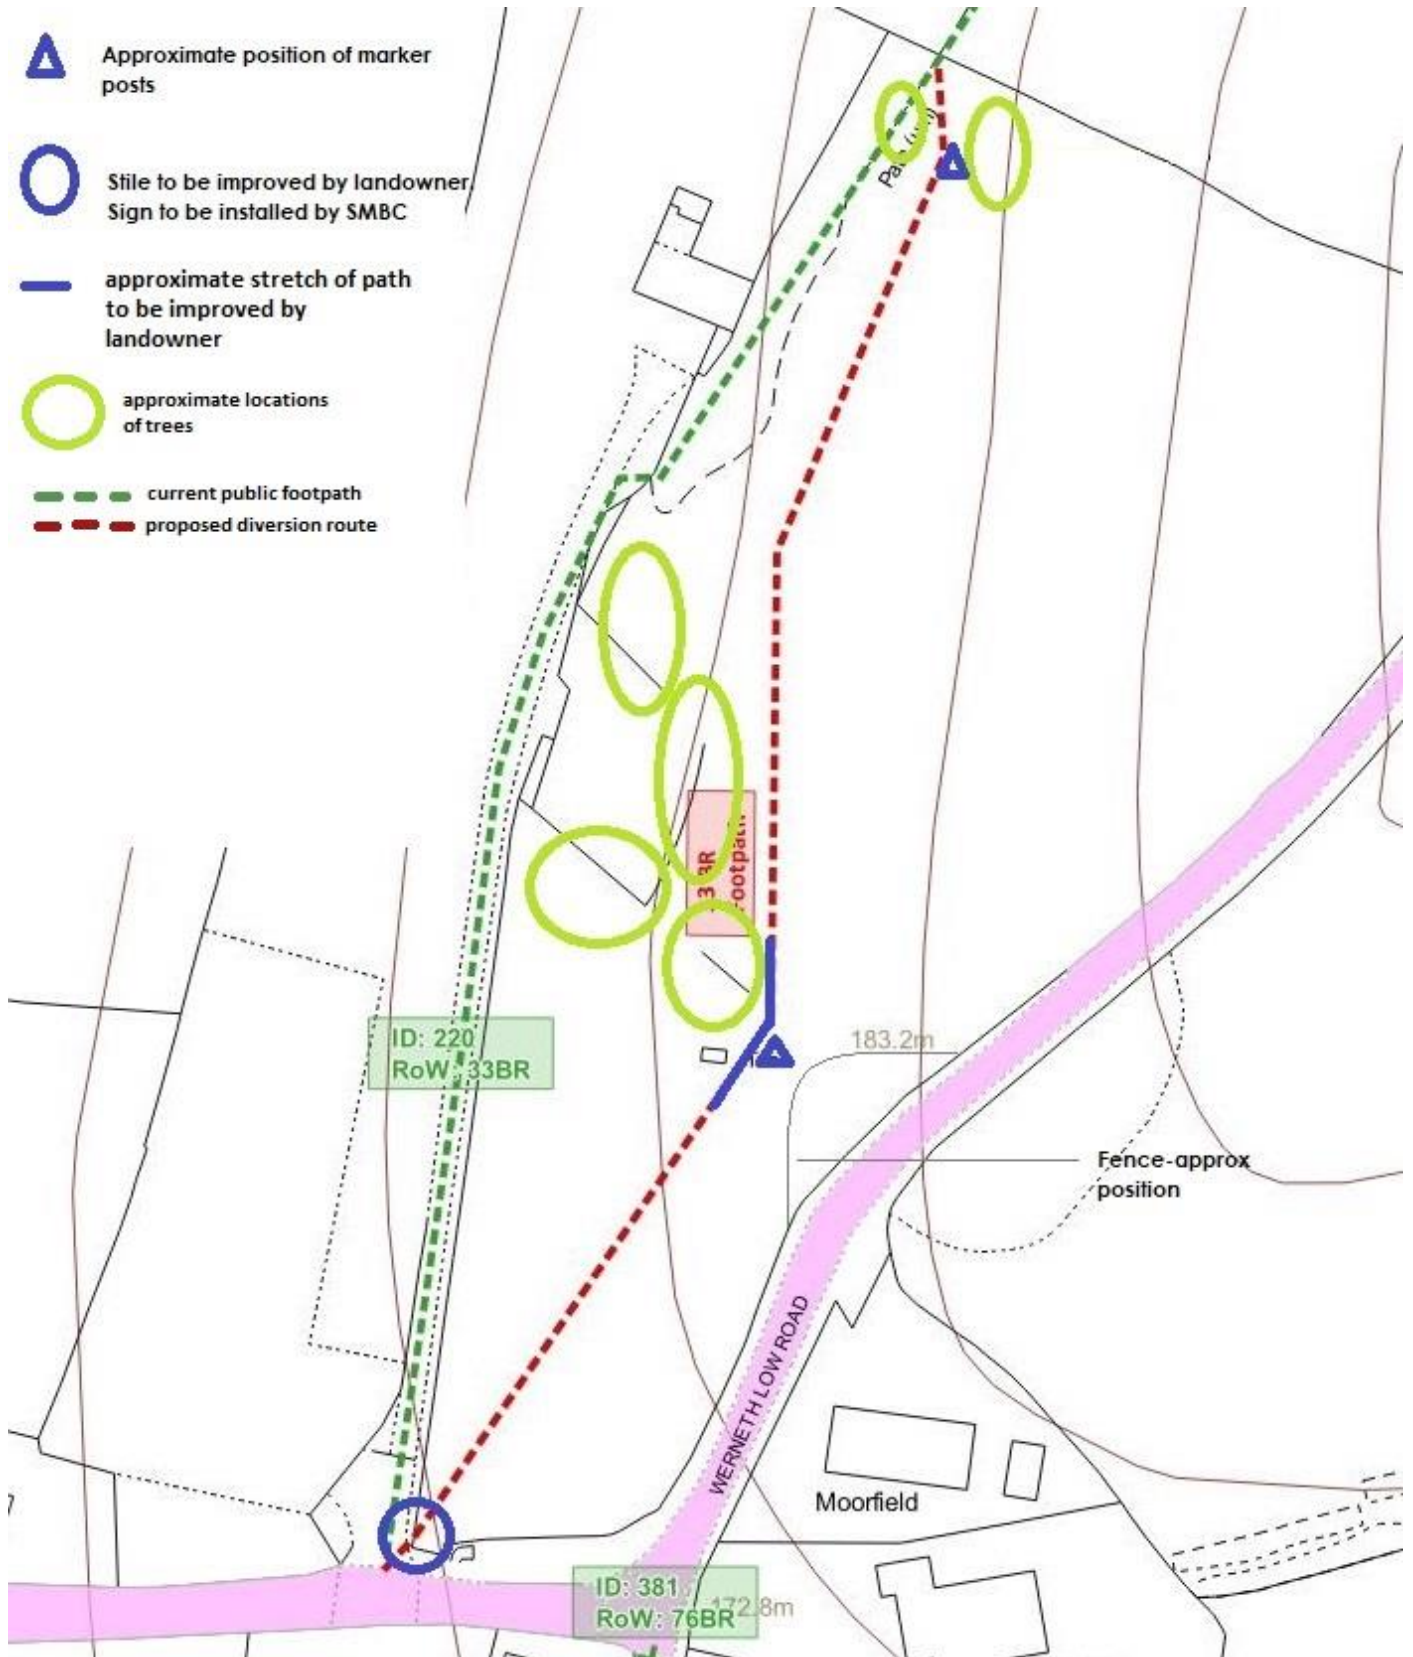 Approximate position of marker
posts
Stile to be improved by landowner
Sign to be installed by SMBC
approximate stretch of path
to be improved by
landowner
approximate locations
of trees
current public footpath
proposed diversion route
ID: 220
RoW: 33BR
183.2m
Fence-approx
position
WERNETH LOW ROAD
Moorfield
ID: 381
RoW: 76BR
172.8m